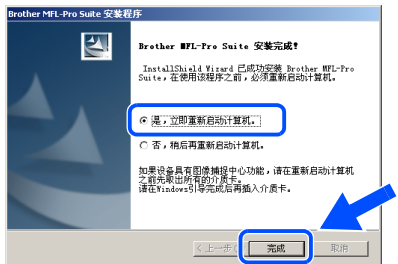 Brother MFL-Pro Suite 安装程序
Brother MFL-Pro Suite 安装完成!
InstallShield Wizard 已成功安装 Brother MFL-Pro
Suite,在使用该程序之前,必须重新启动计算机。
是,立即重新启动计算机。
否,稍后再重新启动计算机。
如果设备具有图像捕捉中心功能,请在重新启动计算机
之前先取出所有的介质卡。
请在Windows引导完成后再插入介质卡。
< 上一步(
完成
取消